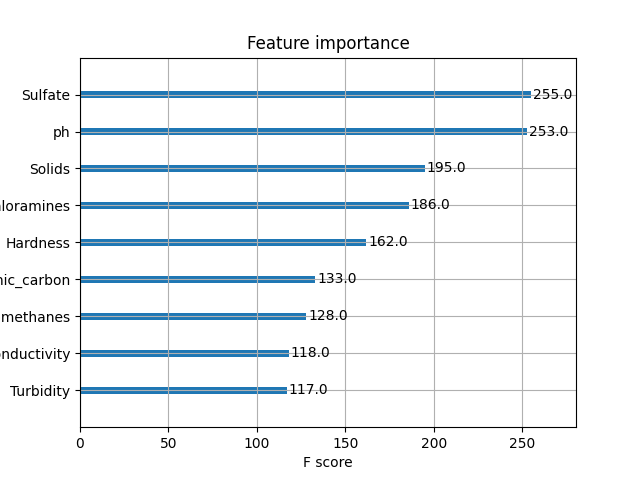 Feature importance
Sulfate 255.0
ph 253.0
Solids 195.0
loramines 186.0
Hardness 162.0
nic_carbon 133.0
methanes 128.0
onductivity 118.0
Turbidity 117.0
0 50 100 150 200 250
F score